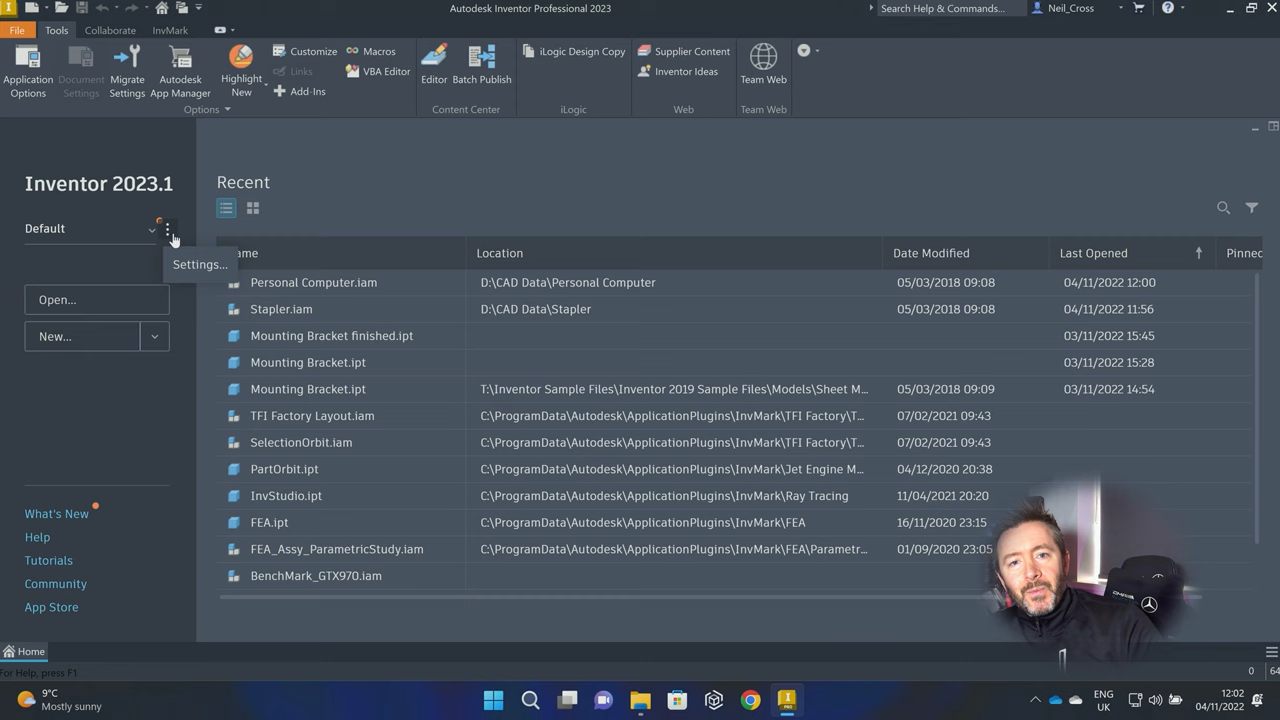 Autodesk Inventor Professional 2023
Search Help & Commands...
Neil_Cross
File
Tools
Collaborate
InvMark
Application Options
Document Settings
Migrate Settings
Autodesk App Manager
Highlight New
Customize
Links
Add-Ins
Macros
VBA Editor
Options
Editor
Batch Publish
Content Center
iLogic Design Copy
iLogic
Supplier Content
Inventor Ideas
Web
Team Web
Team Web
Inventor 2023.1
Default
Settings...
Open...
New...
What's New
Help
Tutorials
Community
App Store
Recent
ame Location Date Modified Last Opened Pinned
Personal Computer.iam D:\CAD Data\Personal Computer 05/03/2018 09:08 04/11/2022 12:00
Stapler.iam D:\CAD Data\Stapler 05/03/2018 09:08 04/11/2022 11:56
Mounting Bracket finished.ipt 03/11/2022 15:45
Mounting Bracket.ipt 03/11/2022 15:28
Mounting Bracket.ipt T:\Inventor Sample Files\Inventor 2019 Sample Files\Models\Sheet M... 05/03/2018 09:09 03/11/2022 14:54
TFI Factory Layout.iam C:\ProgramData\Autodesk\ApplicationPlugins\InvMark\TFI Factory\T... 07/02/2021 09:43
SelectionOrbit.iam C:\ProgramData\Autodesk\ApplicationPlugins\InvMark\TFI Factory\T... 07/02/2021 09:43
PartOrbit.ipt C:\ProgramData\Autodesk\ApplicationPlugins\InvMark\Jet Engine M... 04/12/2020 20:38
InvStudio.ipt C:\ProgramData\Autodesk\ApplicationPlugins\InvMark\Ray Tracing 11/04/2021 20:20
FEA.ipt C:\ProgramData\Autodesk\ApplicationPlugins\InvMark\FEA 16/11/2020 23:15
FEA_Assy_ParametricStudy.iam C:\ProgramData\Autodesk\ApplicationPlugins\InvMark\FEA\Parametr... 01/09/2020 23:05
BenchMark_GTX970.iam
Home
For Help, press F1
0 64
9°C
Mostly sunny
PRO
ENG
UK
12:02
04/11/2022